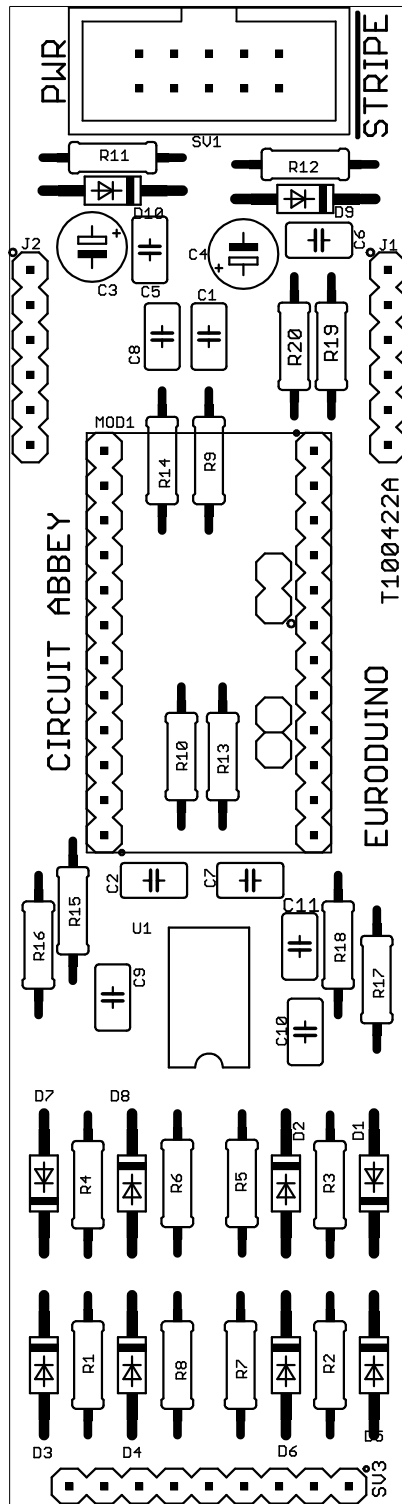 PWR
STRIPE
SV1
R11
R12
D10
D9
J2
C3
C5
C4
C6
J1
C8
C1
R20
R19
MOD1
R14
R9
T100422A
CIRCUIT ABBEY
EURODUINO
R10
R13
C2
C7
R15
R16
U1
C11
R18
R17
C9
C10
D7
D8
D2
D1
R4
R6
R5
R3
R1
R8
R7
R2
D3
D4
D6
D5
SV3